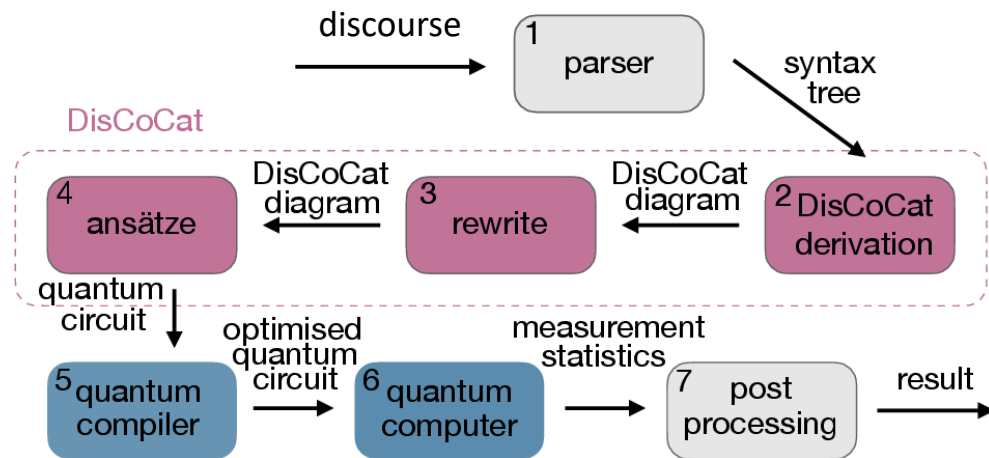 discourse
1
parser
syntax
tree
DisCoCat
4
ansätze
DisCoCat
diagram
3
rewrite
DisCoCat
diagram
2 DisCoCat
derivation
quantum
circuit
5 quantum
compiler
optimised
quantum
circuit
6 quantum
computer
measurement
statistics
7 post
processing
result